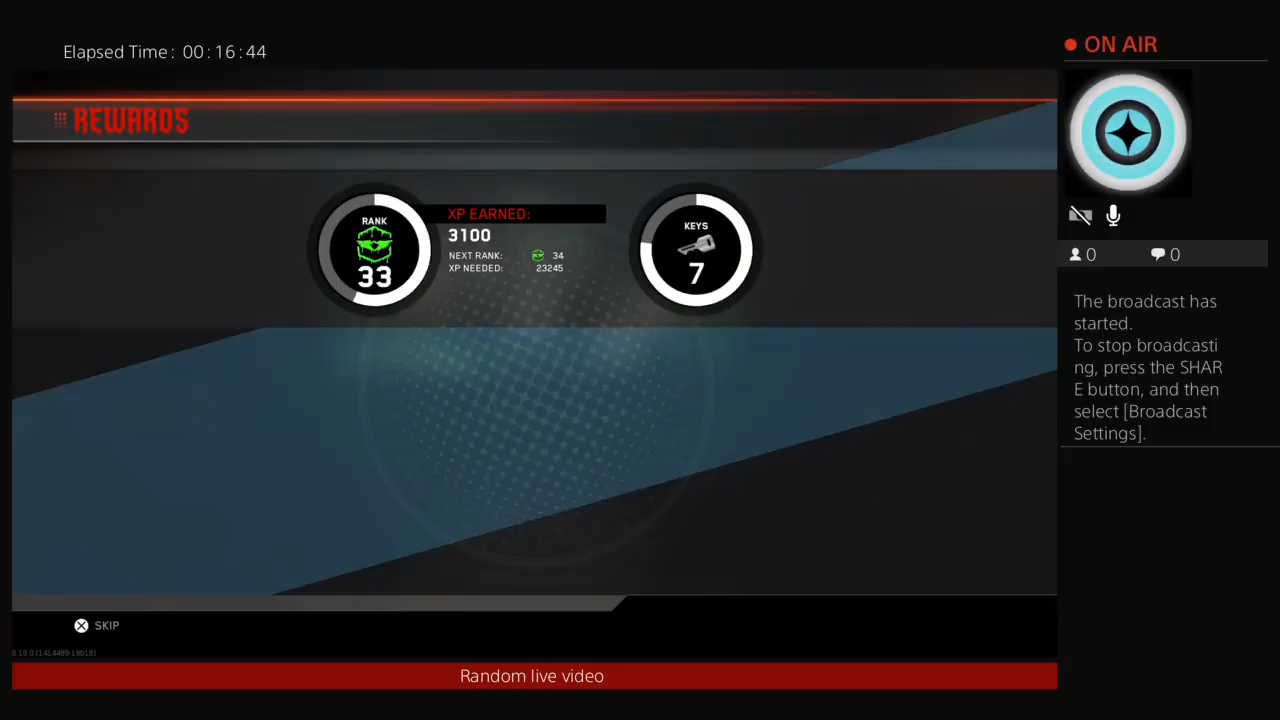 Elapsed Time: 00:16:44
ON AIR
REWARDS
RANK
33
XP EARNED:
3100
NEXT RANK: 34
XP NEEDED: 23245
KEYS
7
0 0
The broadcast has
started.
To stop broadcasti
ng, press the SHAR
E button, and then
select [Broadcast
Settings].
SKIP
Random live video